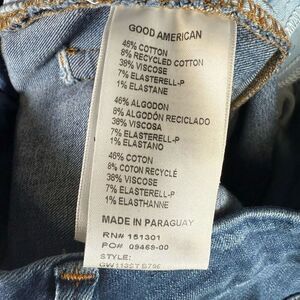 GOOD AMERICAN
46% COTTON
8% RECYCLED COTTON
38% VISCOSE
7% ELASTERELL-P
1% ELASTANE
46% ALGODON
8% ALGODÓN RECICLADO
38% VISCOSA
7% ELASTERELL-P
1% ELASTANO
46% COTON
8% COTON RECYCLÉ
38% VISCOSE
7% ELASTERELL-P
1% ELASTHANNE
MADE IN PARAGUAY
RN# 151301
PO# 09469-00
STYLE: